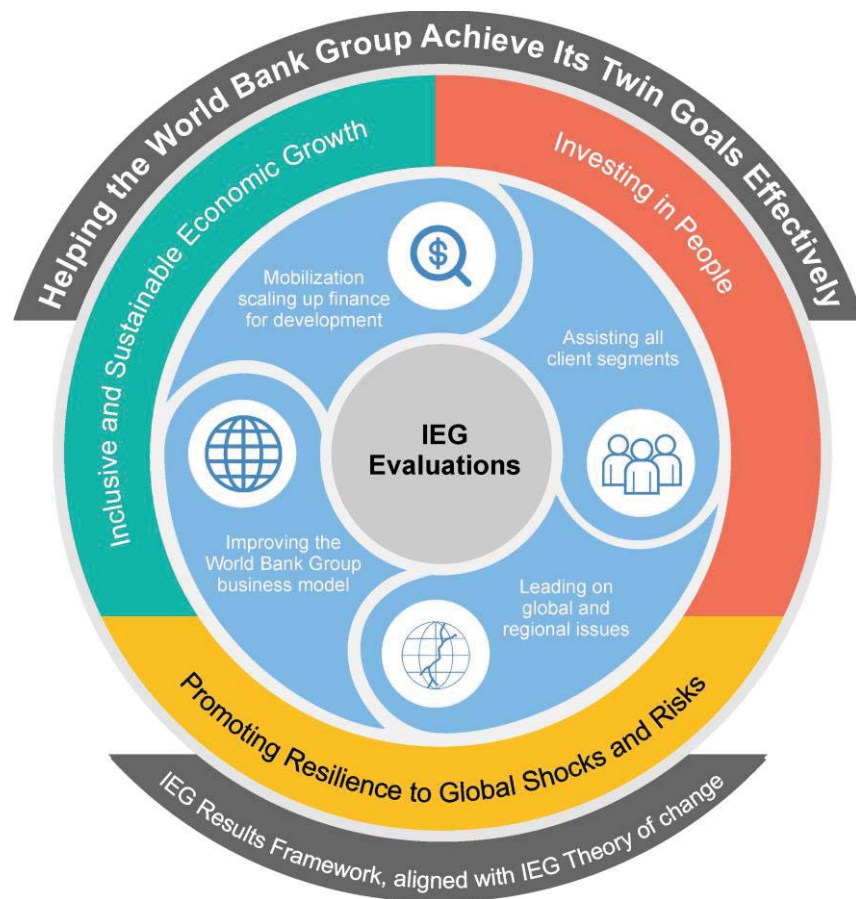 Helping the World Bank Group Achieve Its Twin Goals Effectively
Inclusive and Sustainable Economic Growth
Investing in People
Mobilization
scaling up finance
for development
$
Assisting all
client segments
IEG
Evaluations
Improving the
World Bank Group
business model
Leading on
global and
regional issues
Promoting Resilience to Global Shocks and Risks
IEG Results Framework, aligned with IEG Theory of change